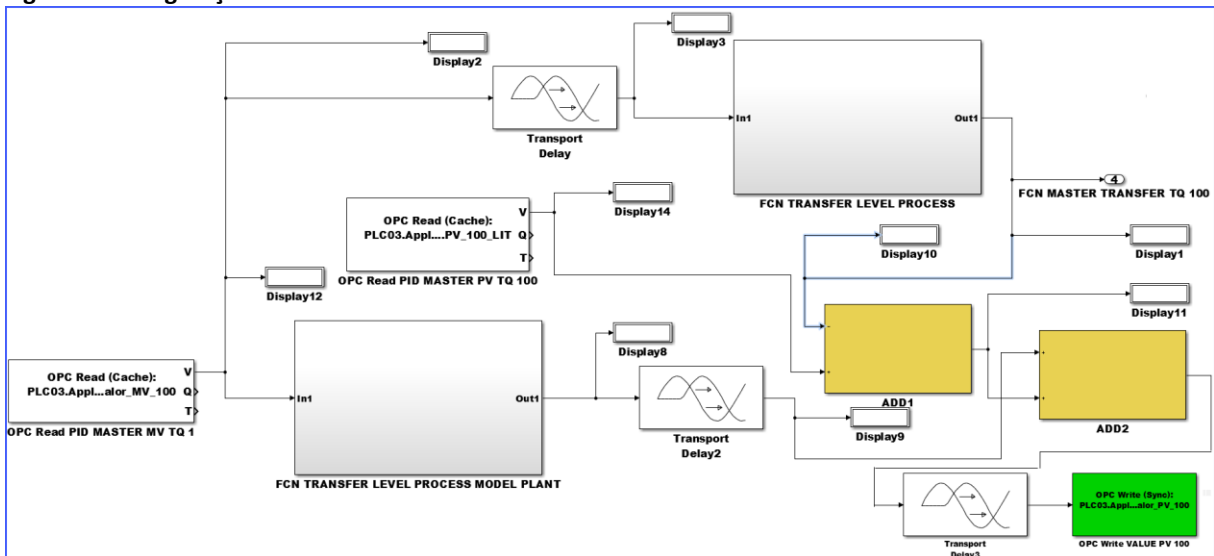 Display2
Display3
Transport
Delay
In1
Out1
FCN TRANSFER LEVEL PROCESS
4
FCN MASTER TRANSFER TQ 100
OPC Read (Cache):
PLC03.Appl....PV_100_LIT
V
Q
T
OPC Read PID MASTER PV TQ 100
Display14
Display10
Display1
Display12
Display11
-
+
ADD1
OPC Read (Cache):
PLC03.Appl...alor_MV_100
V
Q
T
OPC Read PID MASTER MV TQ 1
In1
Out1
FCN TRANSFER LEVEL PROCESS MODEL PLANT
Display8
Transport
Delay2
Display9
+
+
ADD2
Transport
Delay3
OPC Write (Sync):
PLC03.Appl...alor_PV_100
OPC Write VALUE PV 100